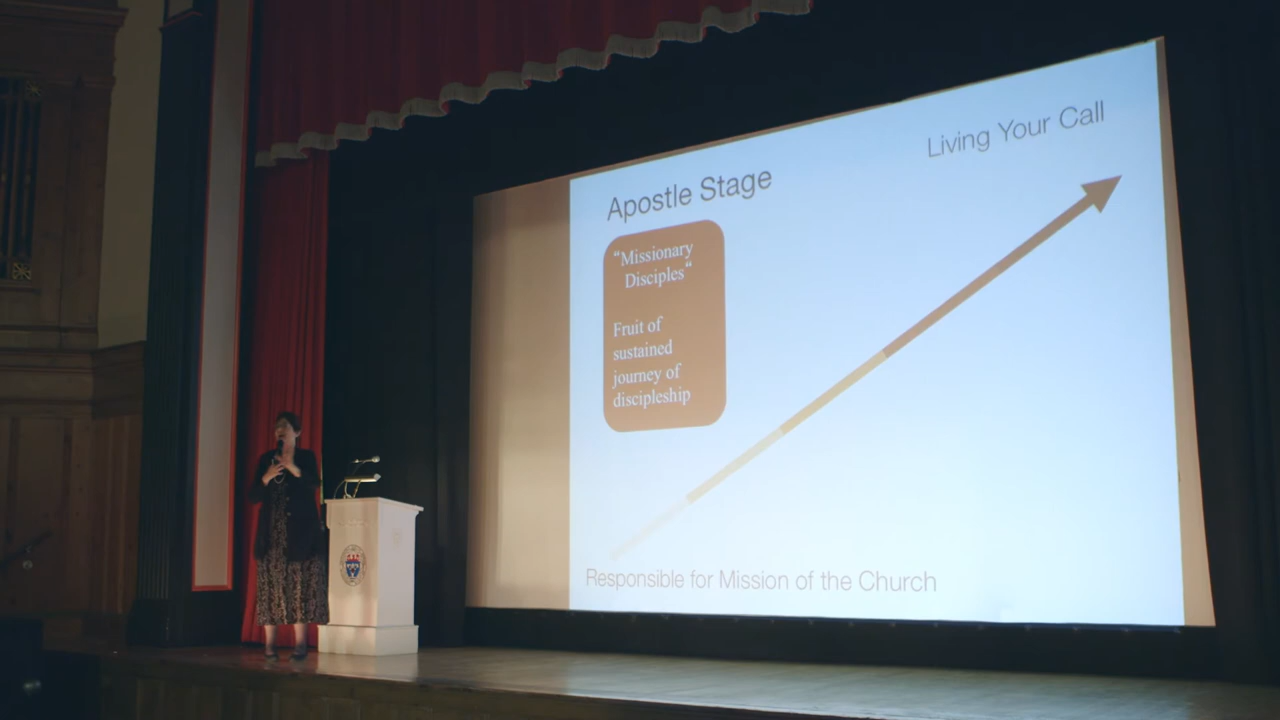 Living Your Call
Apostle Stage
“Missionary
Disciples“
Fruit of
sustained
journey of
discipleship
Responsible for Mission of the Church